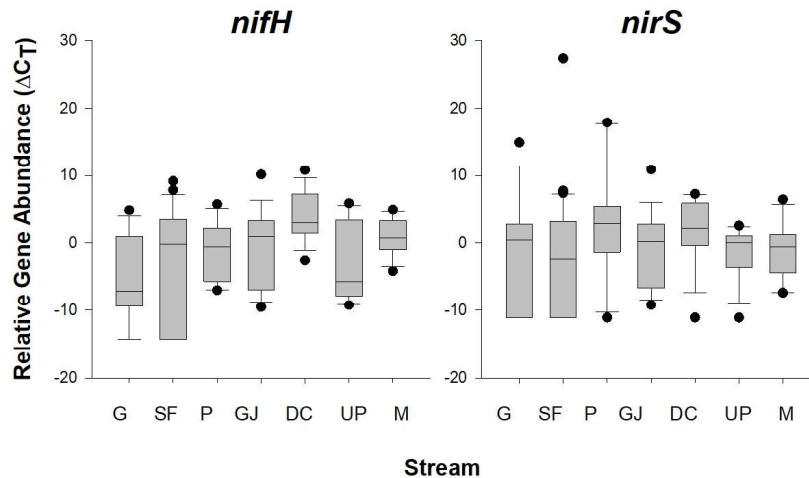 nifH nirS
Relative Gene Abundance (ΔCT)
30 30
20 20
10 10
0 0
-10 -10
-20 -20
G SF P GJ DC UP M G SF P GJ DC UP M
Stream